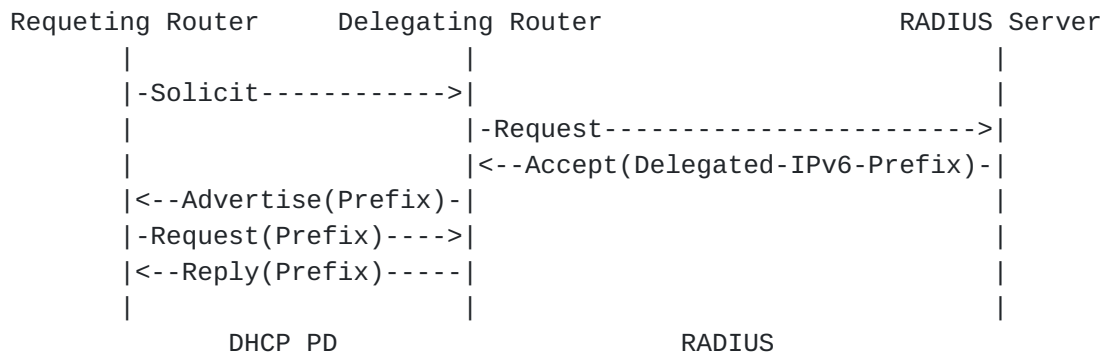 Requeting Router     Delegating Router                   RADIUS Server
       |                     |                                 |
       |-Solicit------------>|                                 |
       |                     |-Request------------------------>|
       |                     |<--Accept(Delegated-IPv6-Prefix)-|
       |<--Advertise(Prefix)-|                                 |
       |-Request(Prefix)---->|                                 |
       |<--Reply(Prefix)-----|                                 |
       |                     |                                 |
              DHCP PD                      RADIUS